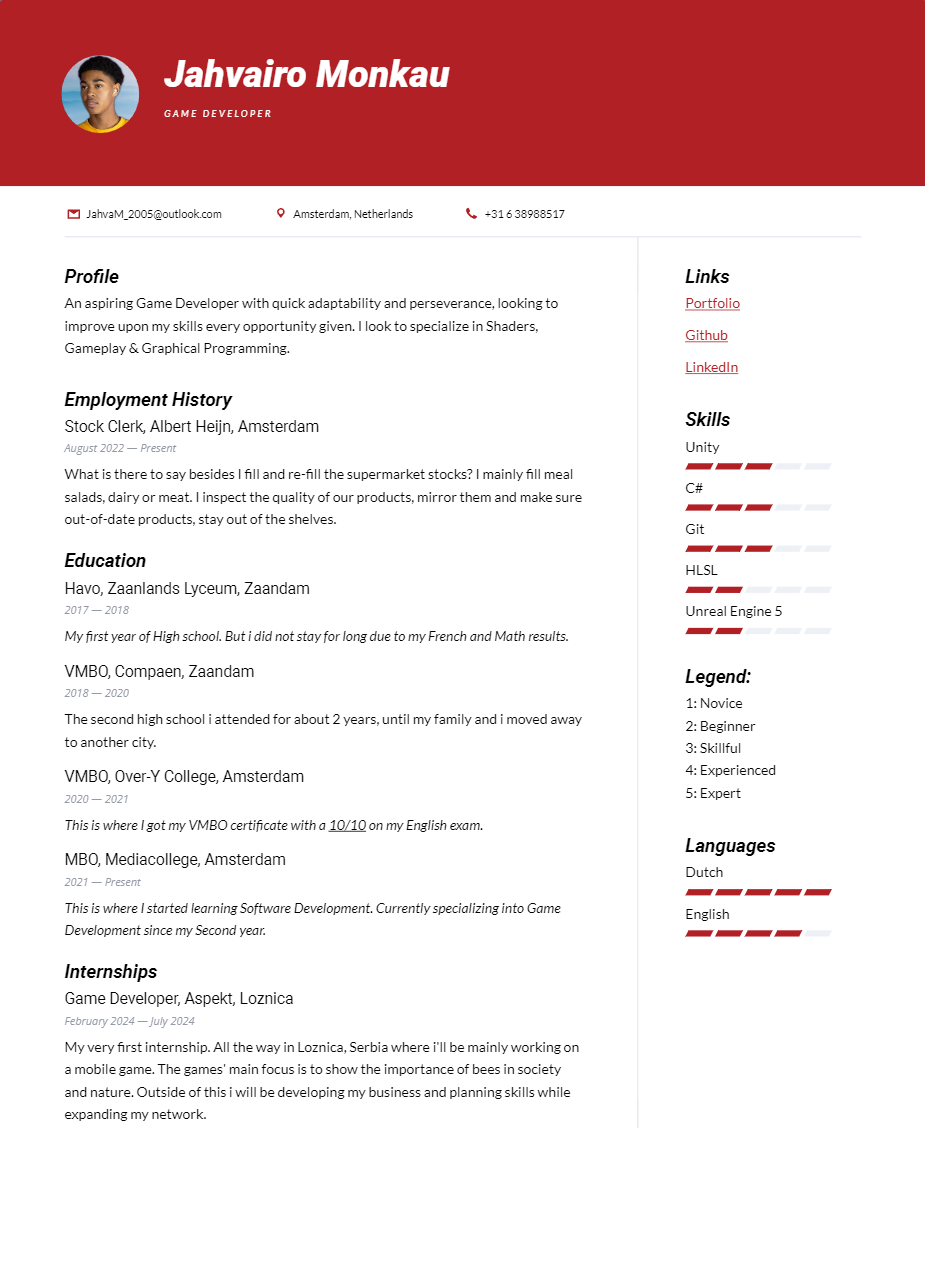 Jahvairo Monkau
GAME DEVELOPER
JahvaM_2005@outlook.com
Amsterdam, Netherlands
+31 6 38988517
Profile
An aspiring Game Developer with quick adaptability and perseverance, looking to
improve upon my skills every opportunity given. I look to specialize in Shaders,
Gameplay & Graphical Programming.
Employment History
Stock Clerk, Albert Heijn, Amsterdam
August 2022 — Present
What is there to say besides I fill and re-fill the supermarket stocks? I mainly fill meal
salads, dairy or meat. I inspect the quality of our products, mirror them and make sure
out-of-date products, stay out of the shelves.
Education
Havo, Zaanlands Lyceum, Zaandam
2017 — 2018
My first year of High school. But i did not stay for long due to my French and Math results.
VMBO, Compaen, Zaandam
2018 — 2020
The second high school i attended for about 2 years, until my family and i moved away
to another city.
VMBO, Over-Y College, Amsterdam
2020 — 2021
This is where I got my VMBO certificate with a 10/10 on my English exam.
MBO, Mediacollege, Amsterdam
2021 — Present
This is where I started learning Software Development. Currently specializing into Game
Development since my Second year.
Internships
Game Developer, Aspekt, Loznica
February 2024 — July 2024
My very first internship. All the way in Loznica, Serbia where i'll be mainly working on
a mobile game. The games' main focus is to show the importance of bees in society
and nature. Outside of this i will be developing my business and planning skills while
expanding my network.
Links
Portfolio
Github
LinkedIn
Skills
Unity
C#
Git
HLSL
Unreal Engine 5
Legend:
1: Novice
2: Beginner
3: Skillful
4: Experienced
5: Expert
Languages
Dutch
English